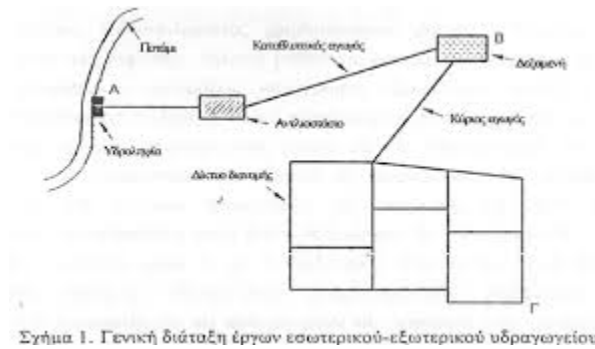 Ποτάμι
Καταθλιπτικός αγωγός
Β
Δεξαμενή
Α
Αντλιοστάσιο
Κύριος αγωγός
Υδροληψία
Δίκτυο διανομής
Γ
Σχήμα 1. Γενική διάταξη έργων εσωτερικού-εξωτερικού υδραγωγείου